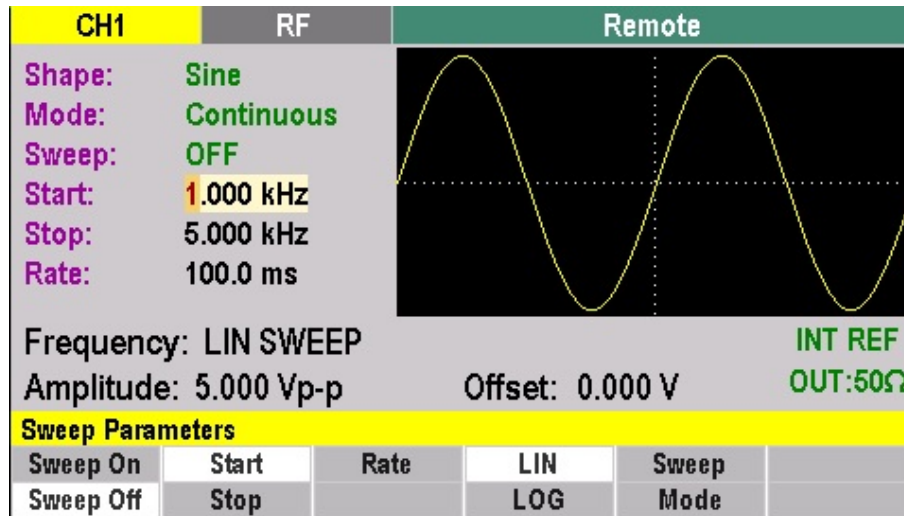 CH1 RF Remote
Shape: Sine
Mode: Continuous
Sweep: OFF
Start: 1.000 kHz
Stop: 5.000 kHz
Rate: 100.0 ms
Frequency: LIN SWEEP INT REF
Amplitude: 5.000 Vp-p Offset: 0.000 V OUT:50Ω
Sweep Parameters
Sweep On Start Rate LIN Sweep
Sweep Off Stop LOG Mode